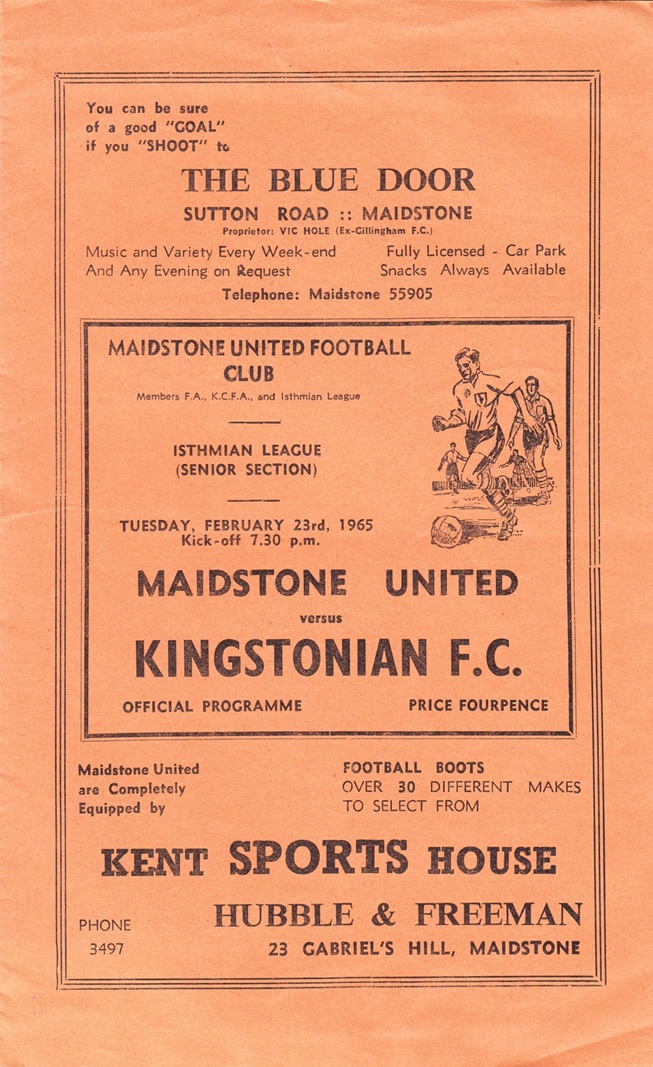 You can be sure
of a good "GOAL"
if you "SHOOT" to
THE BLUE DOOR
SUTTON ROAD :: MAIDSTONE
Proprietor: VIC HOLE (Ex-Gillingham F.C.)
Music and Variety Every Week-end
And Any Evening on Request
Fully Licensed - Car Park
Snacks Always Available
Telephone: Maidstone 55905
MAIDSTONE UNITED FOOTBALL
CLUB
Members F.A., K.C.F.A., and Isthmian League
ISTHMIAN LEAGUE
(SENIOR SECTION)
TUESDAY, FEBRUARY 23rd, 1965
Kick-off 7.30 p.m.
MAIDSTONE UNITED
versus
KINGSTONIAN F.C.
OFFICIAL PROGRAMME PRICE FOURPENCE
Maidstone United
are Completely
Equipped by
FOOTBALL BOOTS
OVER 30 DIFFERENT MAKES
TO SELECT FROM
KENT SPORTS HOUSE
HUBBLE & FREEMAN
PHONE
3497
23 GABRIEL'S HILL, MAIDSTONE